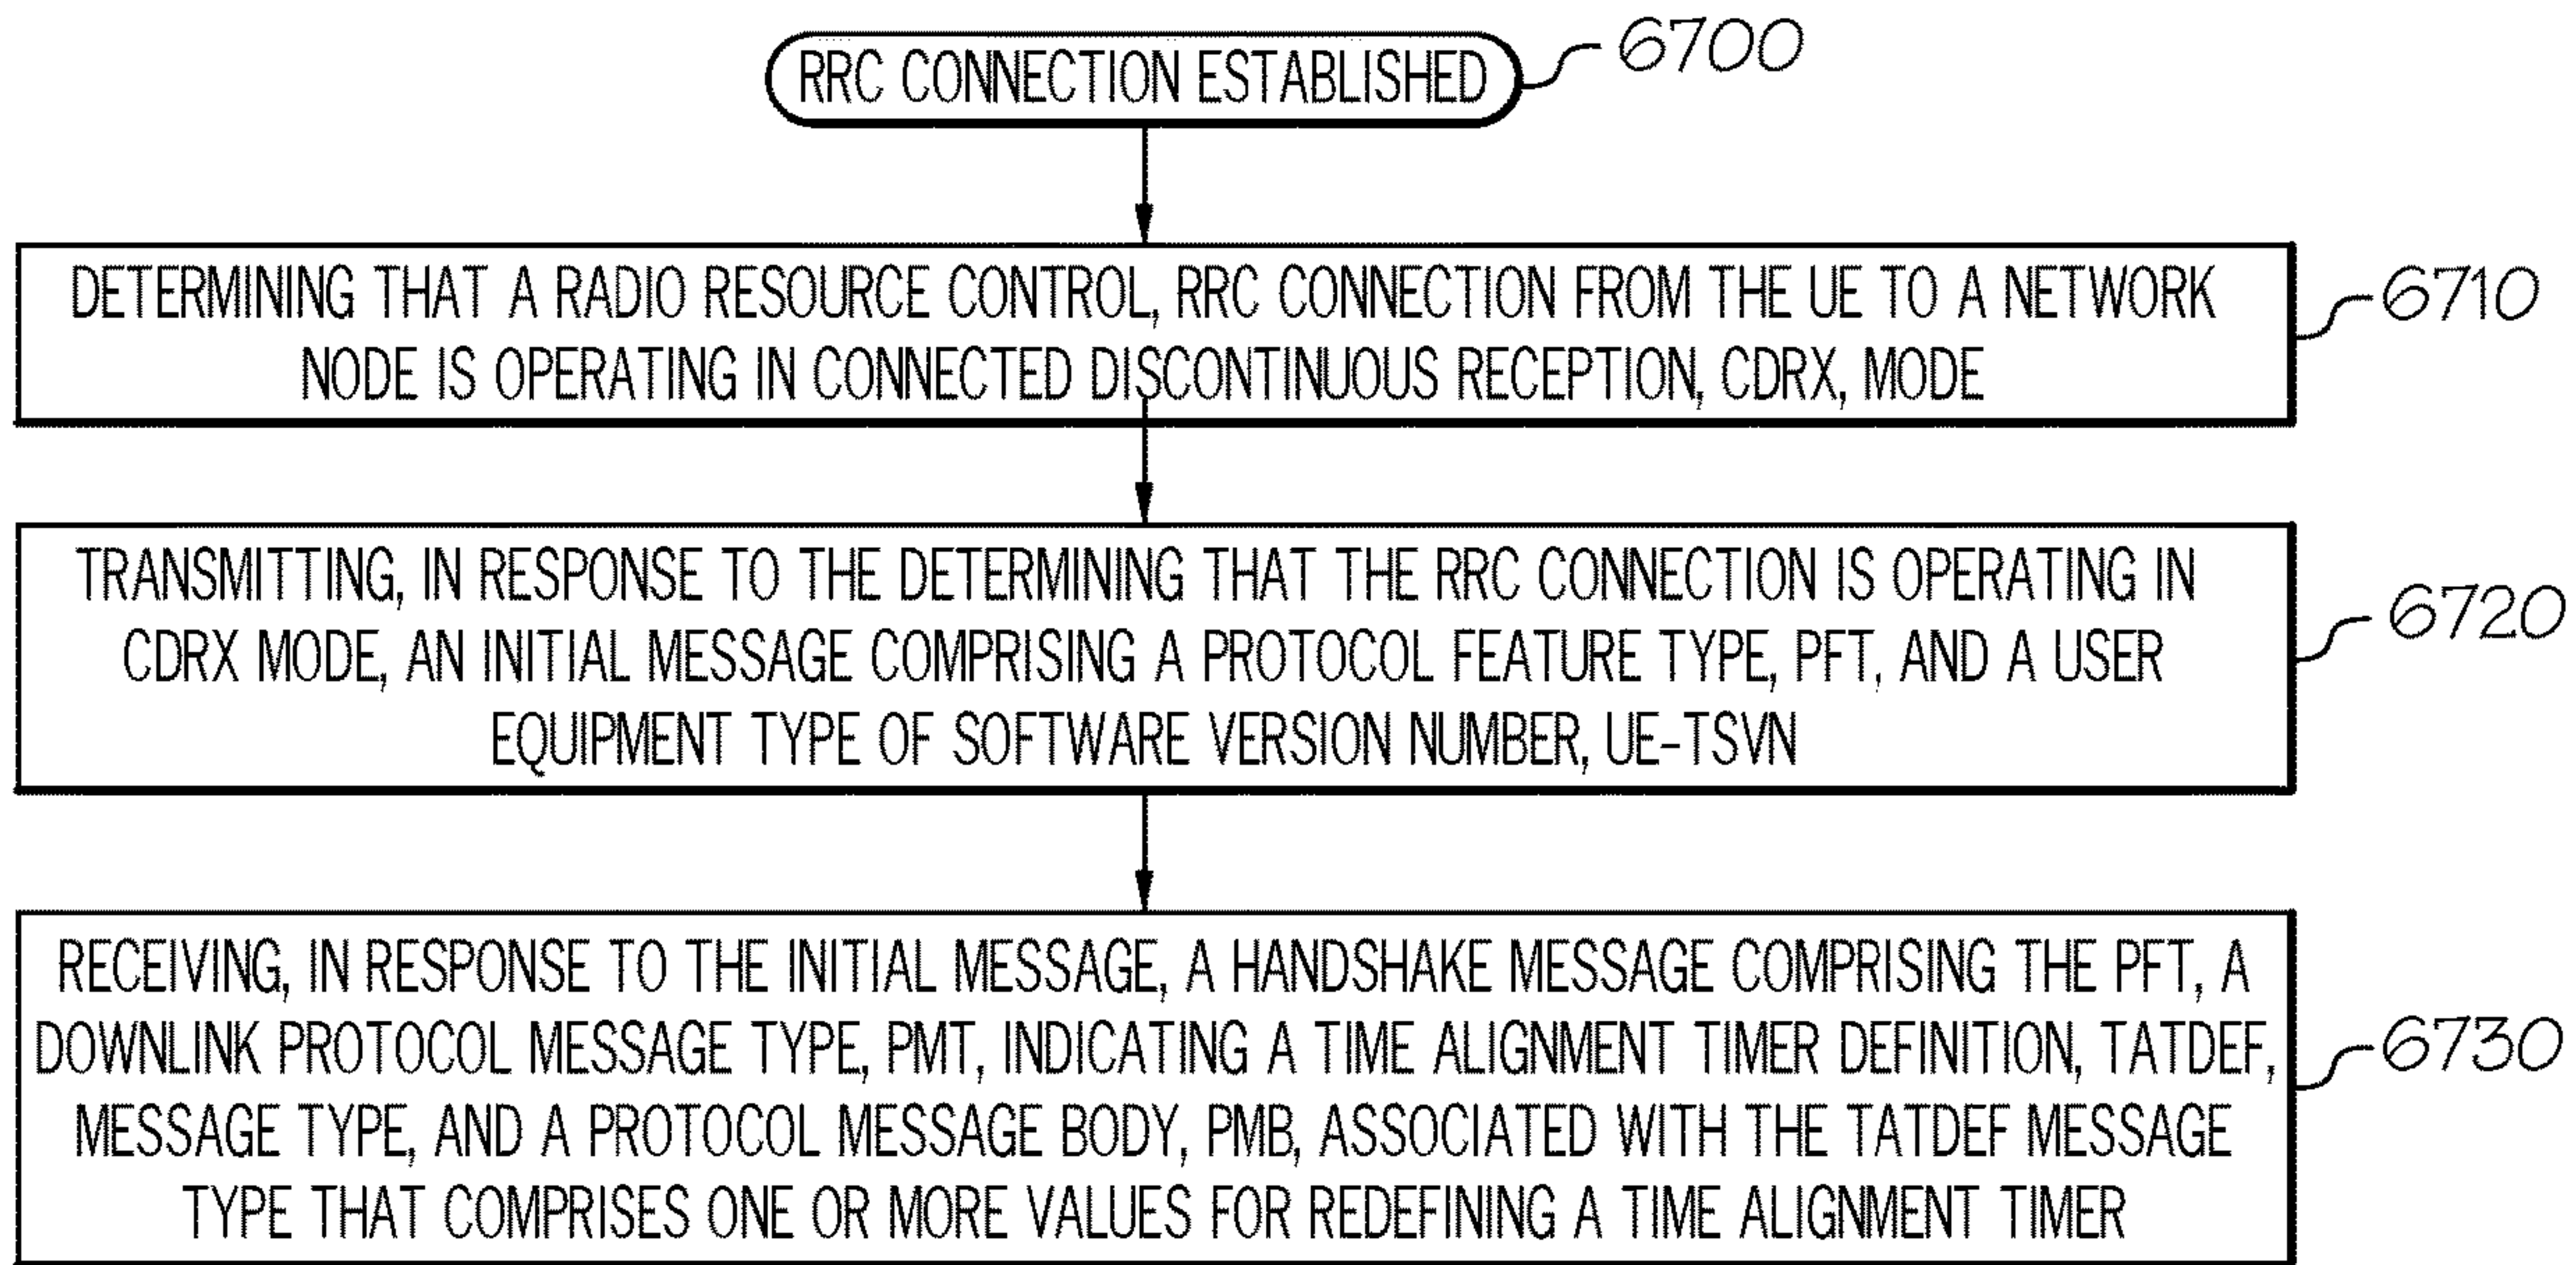 RRC CONNECTION ESTABLISHED
6700
DETERMINING THAT A RADIO RESOURCE CONTROL, RRC CONNECTION FROM THE UE TO A NETWORK
NODE IS OPERATING IN CONNECTED DISCONTINUOUS RECEPTION, CDRX, MODE
6710
TRANSMITTING, IN RESPONSE TO THE DETERMINING THAT THE RRC CONNECTION IS OPERATING IN
CDRX MODE, AN INITIAL MESSAGE COMPRISING A PROTOCOL FEATURE TYPE, PFT, AND A USER
EQUIPMENT TYPE OF SOFTWARE VERSION NUMBER, UE-TSVN
6720
RECEIVING, IN RESPONSE TO THE INITIAL MESSAGE, A HANDSHAKE MESSAGE COMPRISING THE PFT, A
DOWNLINK PROTOCOL MESSAGE TYPE, PMT, INDICATING A TIME ALIGNMENT TIMER DEFINITION, TATDEF,
MESSAGE TYPE, AND A PROTOCOL MESSAGE BODY, PMB, ASSOCIATED WITH THE TATDEF MESSAGE
TYPE THAT COMPRISES ONE OR MORE VALUES FOR REDEFINING A TIME ALIGNMENT TIMER
6730